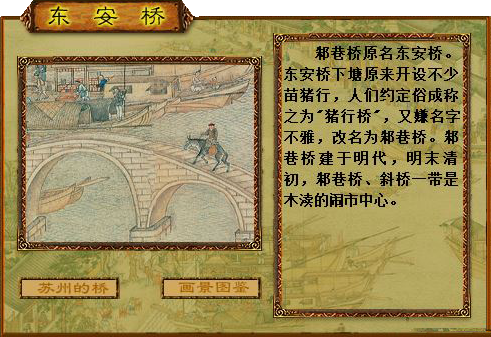 东安桥
邾巷桥原名东安桥。
东安桥下塘原来开设不少
苗猪行，人们约定俗成称
之为"猪行桥"，又嫌名字
不雅，改名为邾巷桥。邾
巷桥建于明代，明末清
初，邾巷桥、斜桥一带是
木渎的闹市中心。
苏州的桥
画景图鉴